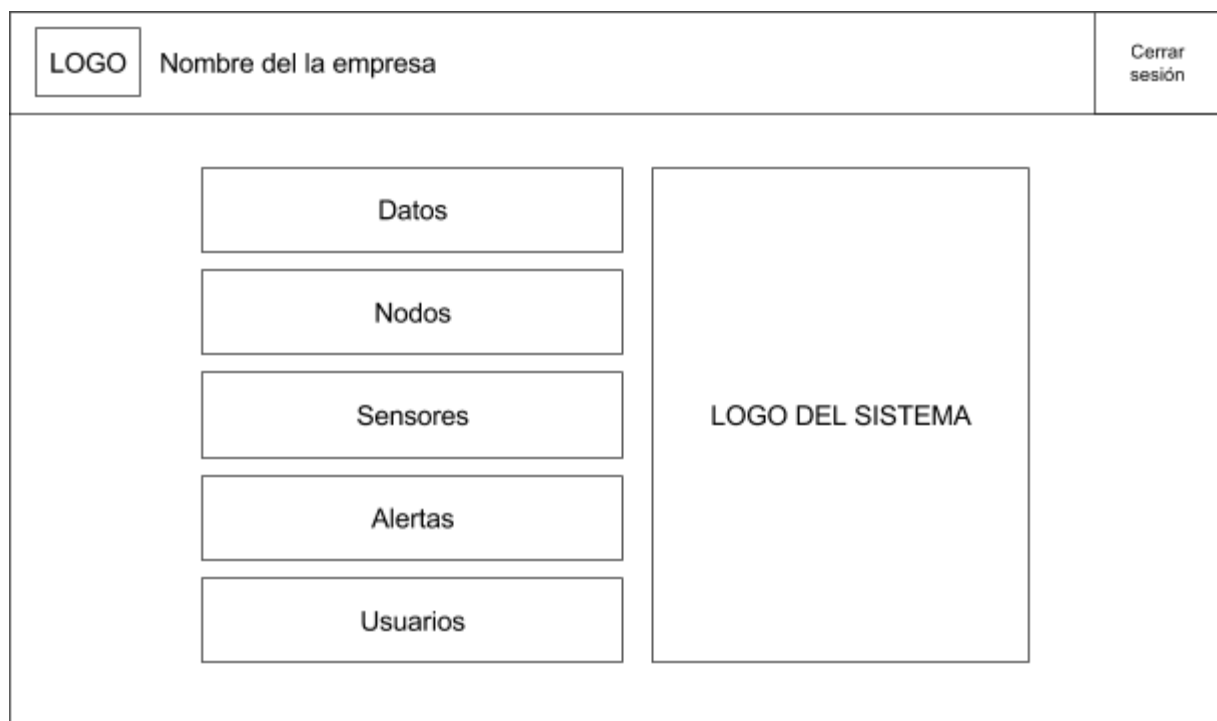 LOGO
Nombre del la empresa
Cerrar
sesión
Datos
Nodos
Sensores
Alertas
Usuarios
LOGO DEL SISTEMA